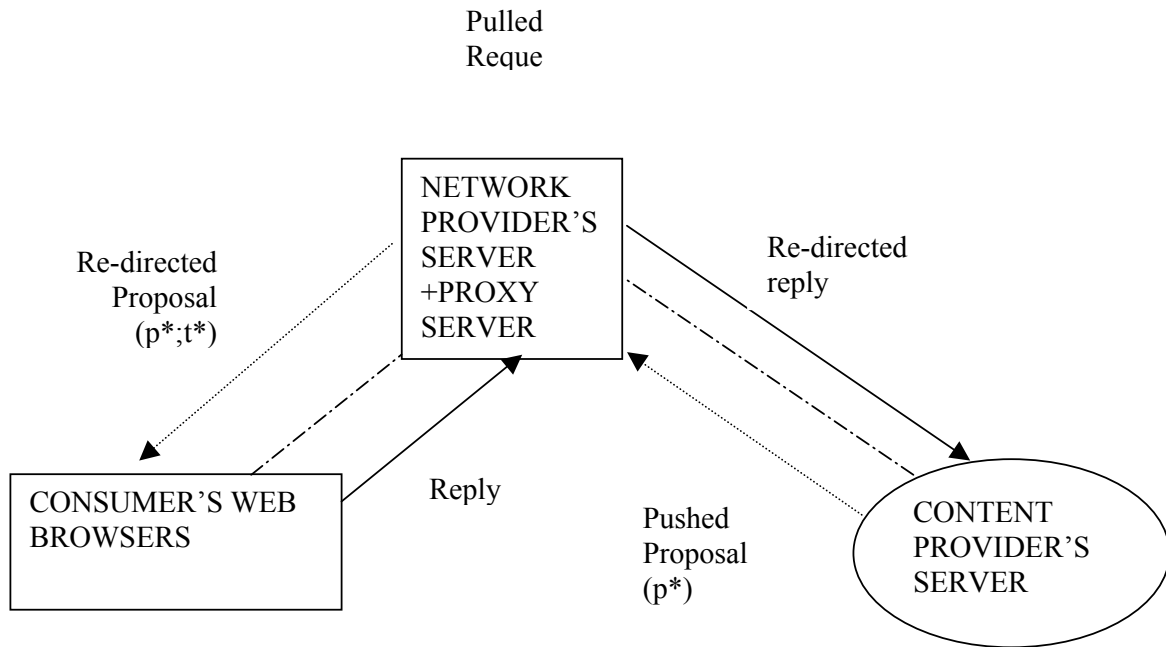 Pulled
Reque
NETWORK
PROVIDER’S
SERVER
+PROXY
SERVER
Re-directed
Proposal
(p*;t*)
Re-directed
reply
CONSUMER’S WEB
BROWSERS
Reply
Pushed
Proposal
(p*)
CONTENT
PROVIDER’S
SERVER